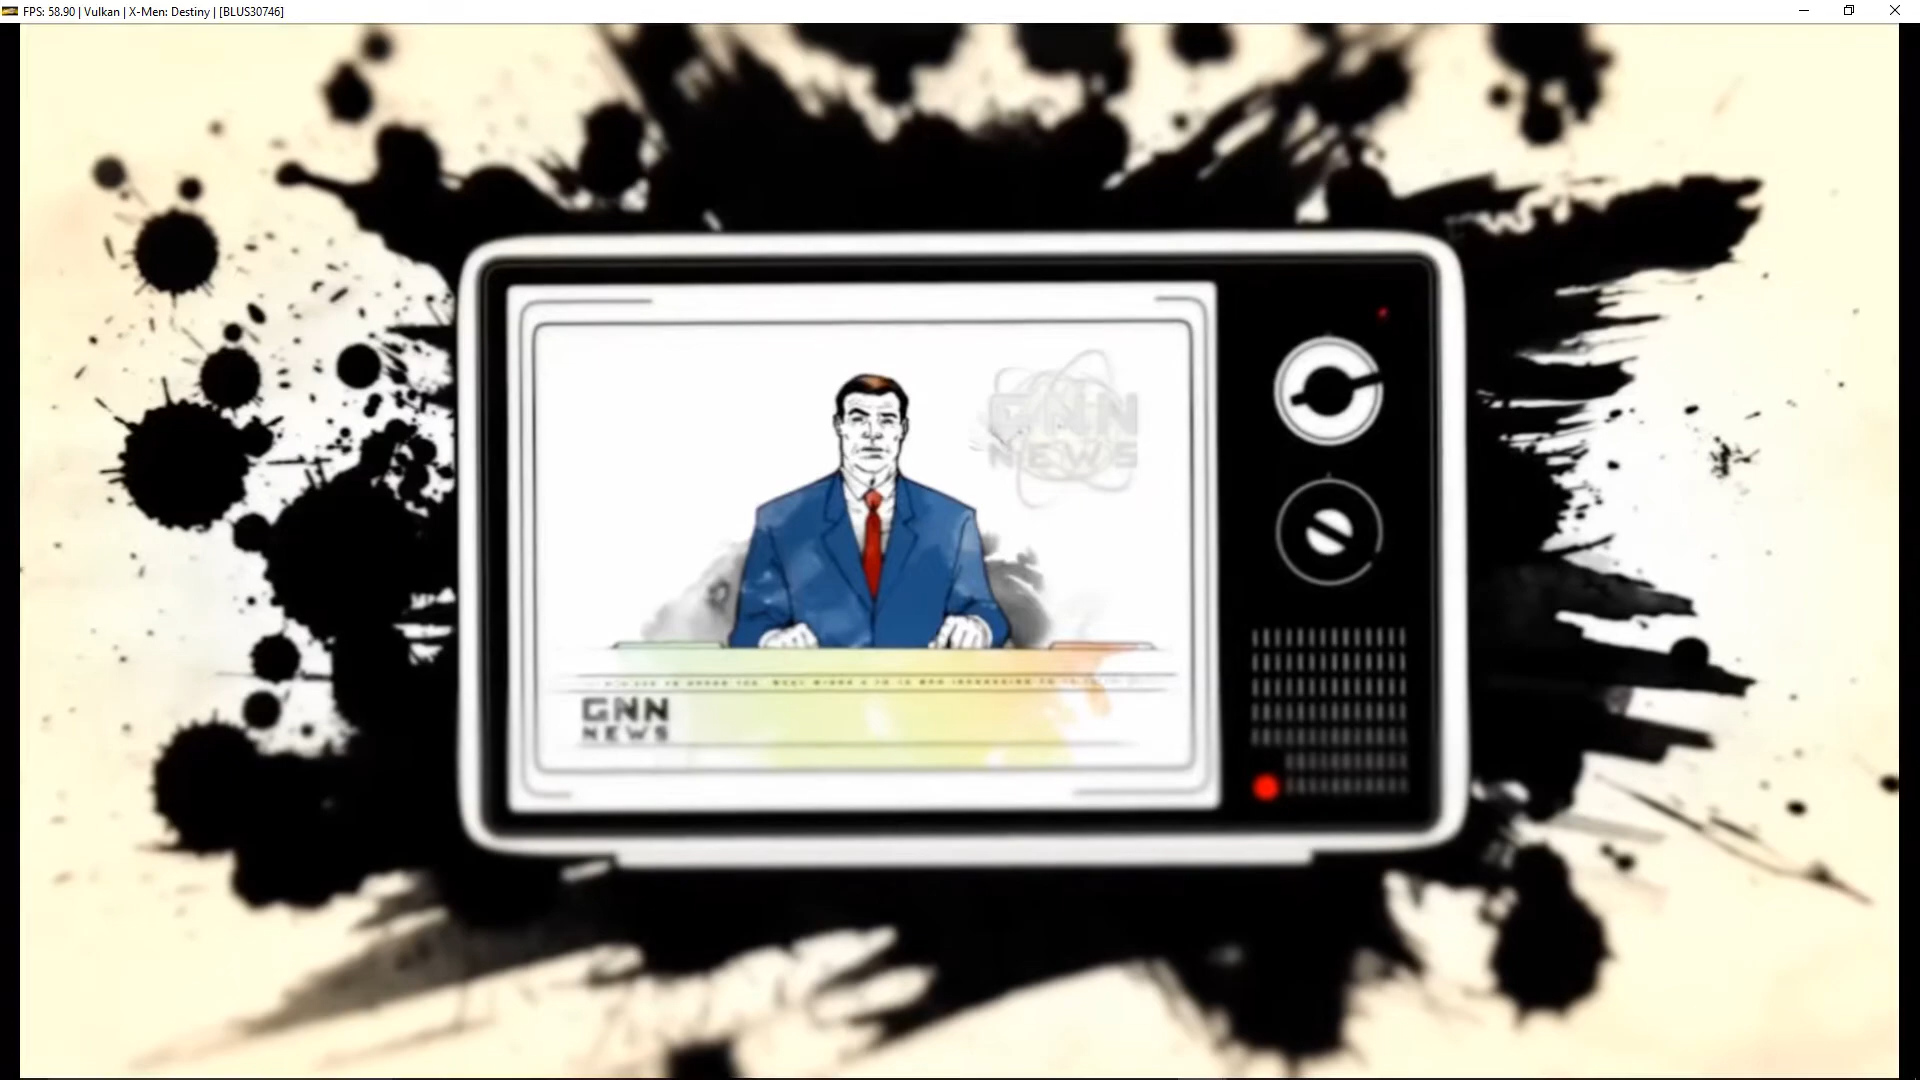 FPS: 58.90 | Vulkan | X-Men: Destiny | [BLUS30746]
GNN
NEWS
GNN
NEWS